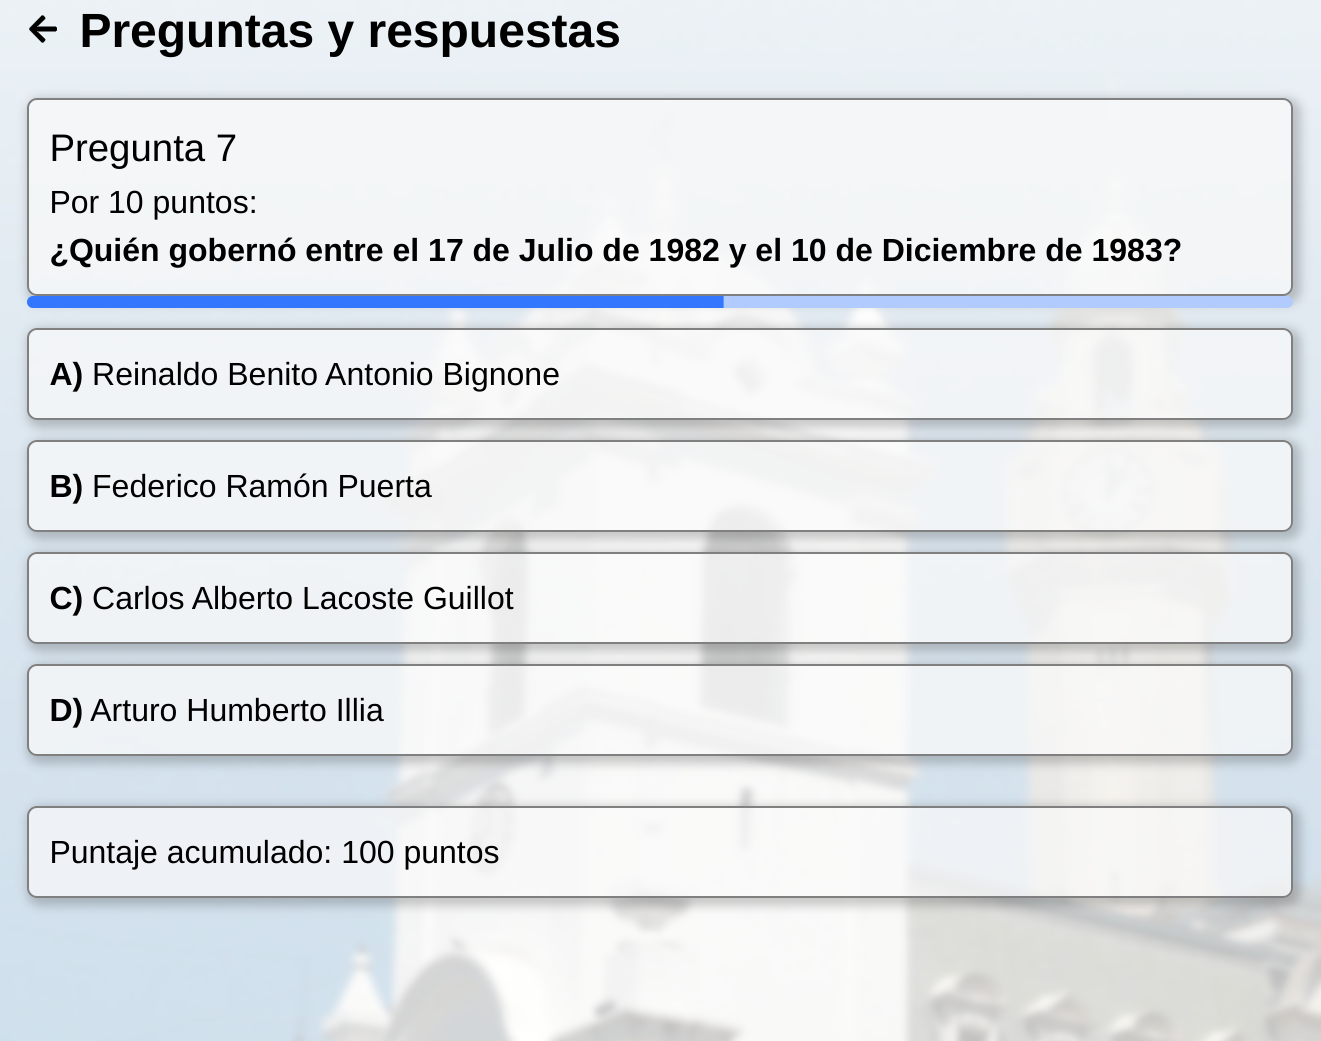 Preguntas y respuestas
Pregunta 7
Por 10 puntos:
¿Quién gobernó entre el 17 de Julio de 1982 y el 10 de Diciembre de 1983?
A) Reinaldo Benito Antonio Bignone
B) Federico Ramón Puerta
C) Carlos Alberto Lacoste Guillot
D) Arturo Humberto Illia
Puntaje acumulado: 100 puntos